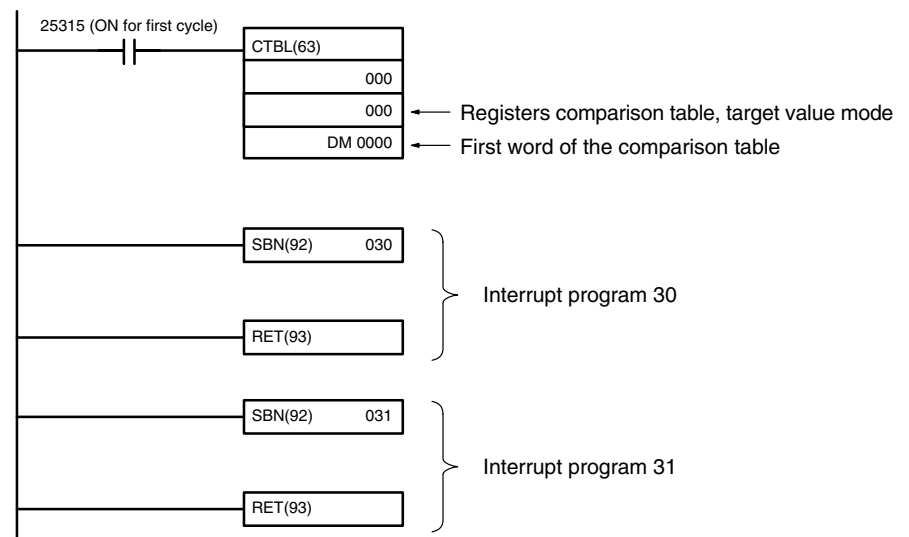 25315 (ON for first cycle)
CTBL(63)
000
000
Registers comparison table, target value mode
DM 0000
First word of the comparison table
SBN(92) 030
Interrupt program 30
RET(93)
SBN(92) 031
Interrupt program 31
RET(93)